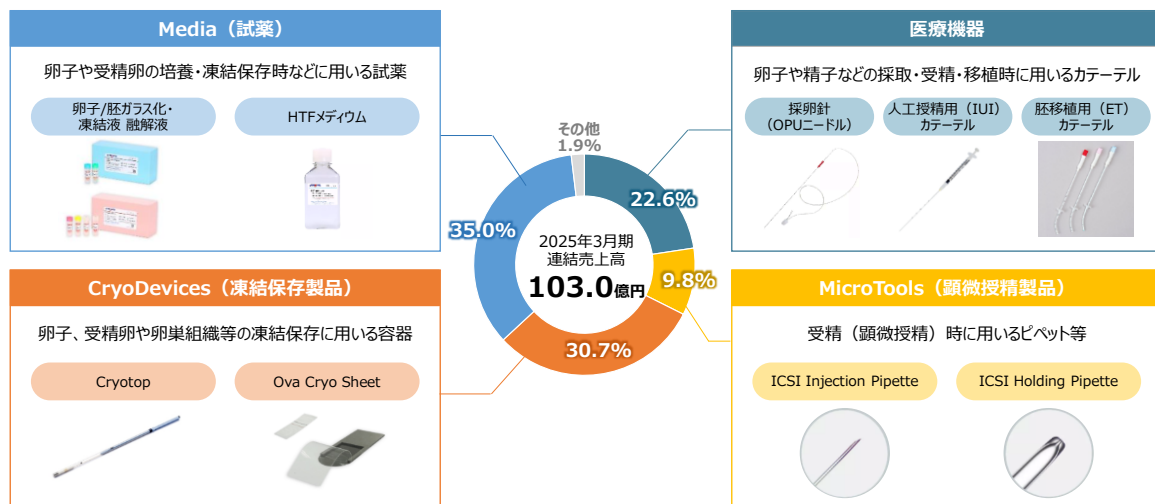 Media（試薬）
卵子や受精卵の培養・凍結保存時などに用いる試薬
卵子/胚ガラス化・
凍結液 融解液
HTFメディウム
医療機器
卵子や精子などの採取・受精・移植時に用いるカテーテル
採卵針
（OPUニードル）
人工授精用（IUI）
カテーテル
胚移植用（ET）
カテーテル
その他
1.9%
22.6%
35.0%
9.8%
30.7%
2025年3月期
連結売上高
103.0億円
CryoDevices（凍結保存製品）
卵子、受精卵や卵巣組織等の凍結保存に用いる容器
Cryotop
Ova Cryo Sheet
MicroTools（顕微授精製品）
受精（顕微授精）時に用いるピペット等
ICSI Injection Pipette
ICSI Holding Pipette